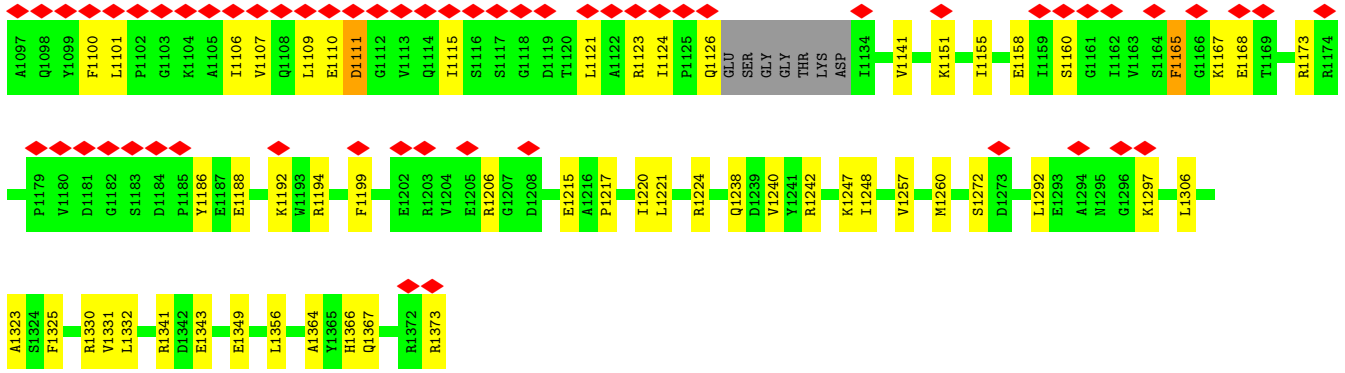 A1097 Q1098 Y1099 F1100 L1101 P1102 G1103 K1104 A1105 I1106 V1107 Q1108 L1109 E1110 D1111 G1112 V1113 Q1114 I1115 S1116 S1117 G1118 D1119 T1120 L1121 A1122 R1123 I1124 P1125 Q1126 GLU SER GLY GLY THR LYS ASP I1134 V1141 K1151 I1155 E1158 I1159 S1160 G1161 I1162 V1163 S1164 F1165 G1166 K1167 E1168 T1169 R1173 R1174
P1179 V1180 D1181 G1182 S1183 D1184 P1185 Y1186 E1187 E1188 K1192 W1193 R1194 F1199 E1202 R1203 V1204 E1205 R1206 G1207 D1208 E1215 A1216 P1217 I1220 L1221 R1224 Q1238 D1239 V1240 Y1241 R1242 K1247 I1248 V1257 M1260 S1272 D1273 L1292 E1293 A1294 N1295 G1296 K1297 L1306
A1323 S1324 F1325 R1330 V1331 L1332 R1341 D1342 E1343 E1349 L1356 A1364 Y1365 H1366 Q1367 R1372 R1373